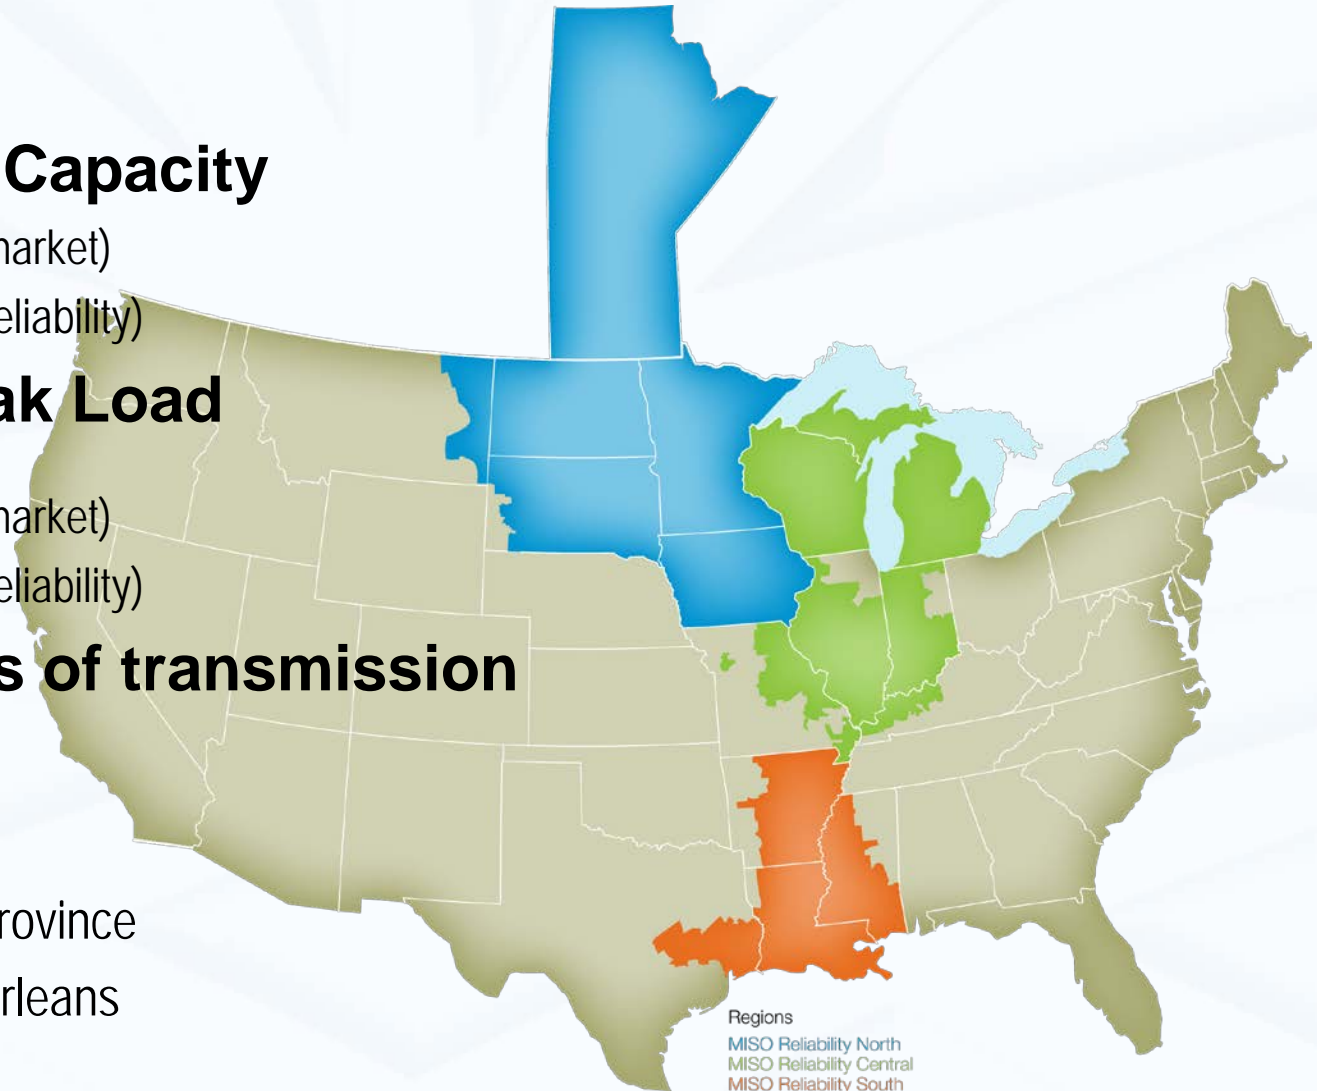 Capacity
narket)
eliability)
ak Load
narket)
eliability)
s of transmission
rovince
rleans
Regions
MISO Reliability North
MISO Reliability Central
MISO Reliability South